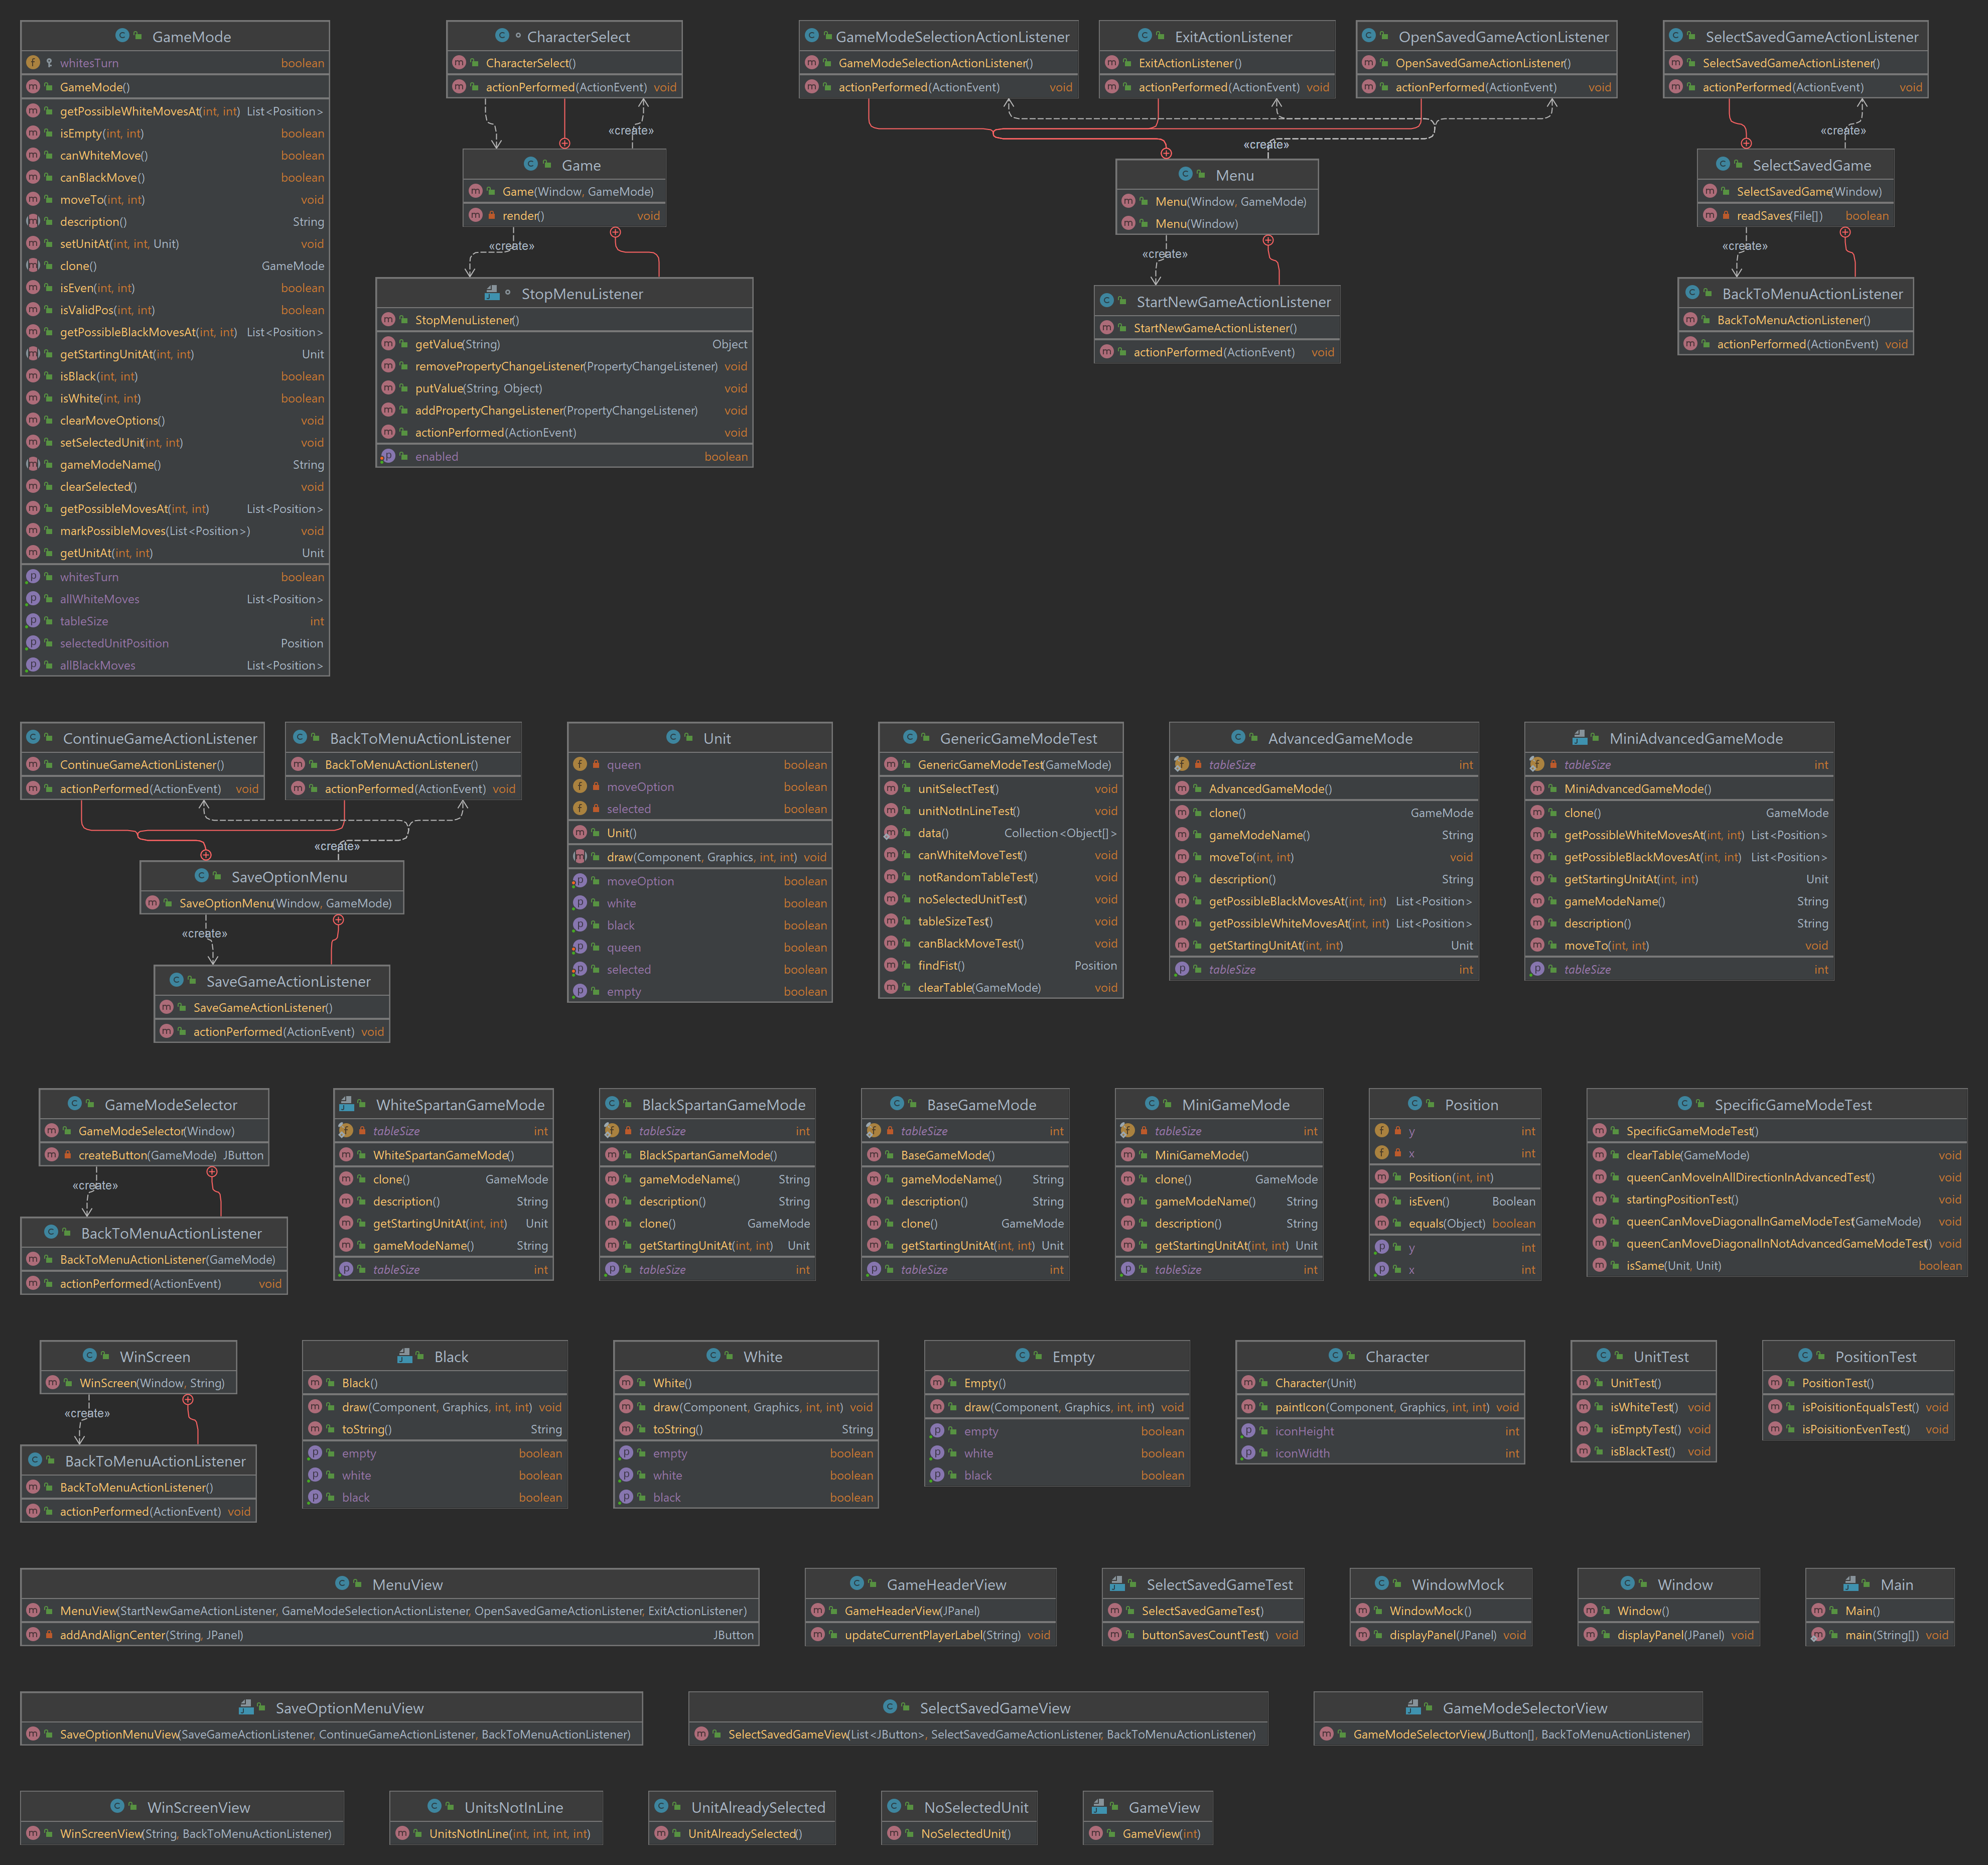 GameMode
whitesTurn boolean
GameMode()
getPossibleWhiteMovesAt(int, int) List<Position>
isEmpty(int, int) boolean
canWhiteMove() boolean
canBlackMove() boolean
moveTo(int, int) void
description() String
setUnitAt(int, int, Unit) void
clone() GameMode
isEven(int, int) boolean
isValidPos(int, int) boolean
getPossibleBlackMovesAt(int, int) List<Position>
getStartingUnitAt(int, int) Unit
isBlack(int, int) boolean
isWhite(int, int) boolean
clearMoveOptions() void
setSelectedUnit(int, int) void
gameModeName() String
clearSelected() void
getPossibleMovesAt(int, int) List<Position>
markPossibleMoves(List<Position>) void
getUnitAt(int, int) Unit
whitesTurn boolean
allWhiteMoves List<Position>
tableSize int
selectedUnitPosition Position
allBlackMoves List<Position>
CharacterSelect
CharacterSelect()
actionPerformed(ActionEvent) void
«create»
Game
Game(Window, GameMode)
render() void
«create»
StopMenuListener
StopMenuListener()
getValue(String) Object
removePropertyChangeListener(PropertyChangeListener) void
putValue(String, Object) void
addPropertyChangeListener(PropertyChangeListener) void
actionPerformed(ActionEvent) void
enabled boolean
GameModeSelectionActionListener
GameModeSelectionActionListener()
actionPerformed(ActionEvent) void
ExitActionListener
ExitActionListener()
actionPerformed(ActionEvent) void
OpenSavedGameActionListener
OpenSavedGameActionListener()
actionPerformed(ActionEvent) void
«create»
Menu
Menu(Window, GameMode)
Menu(Window)
«create»
StartNewGameActionListener
StartNewGameActionListener()
actionPerformed(ActionEvent) void
SelectSavedGameActionListener
SelectSavedGameActionListener()
actionPerformed(ActionEvent) void
«create»
SelectSavedGame
SelectSavedGame(Window)
readSaves(File[]) boolean
«create»
BackToMenuActionListener
BackToMenuActionListener()
actionPerformed(ActionEvent) void
ContinueGameActionListener
ContinueGameActionListener()
actionPerformed(ActionEvent) void
BackToMenuActionListener
BackToMenuActionListener()
actionPerformed(ActionEvent) void
«create»
SaveOptionMenu
SaveOptionMenu(Window, GameMode)
«create»
SaveGameActionListener
SaveGameActionListener()
actionPerformed(ActionEvent) void
Unit
queen boolean
moveOption boolean
selected boolean
Unit()
draw(Component, Graphics, int, int) void
moveOption boolean
white boolean
black boolean
queen boolean
selected boolean
empty boolean
GenericGameModeTest
GenericGameModeTest(GameMode)
unitSelectTest() void
unitNotInLineTest() void
data() Collection<Object[]>
canWhiteMoveTest() void
notRandomTableTest() void
noSelectedUnitTest() void
tableSizeTest() void
canBlackMoveTest() void
findFist() Position
clearTable(GameMode) void
AdvancedGameMode
tableSize int
AdvancedGameMode()
clone() GameMode
gameModeName() String
moveTo(int, int) void
description() String
getPossibleBlackMovesAt(int, int) List<Position>
getPossibleWhiteMovesAt(int, int) List<Position>
getStartingUnitAt(int, int) Unit
tableSize int
MiniAdvancedGameMode
tableSize int
MiniAdvancedGameMode()
clone() GameMode
getPossibleWhiteMovesAt(int, int) List<Position>
getPossibleBlackMovesAt(int, int) List<Position>
getStartingUnitAt(int, int) Unit
gameModeName() String
description() String
moveTo(int, int) void
tableSize int
GameModeSelector
GameModeSelector(Window)
createButton(GameMode) JButton
«create»
BackToMenuActionListener
BackToMenuActionListener(GameMode)
actionPerformed(ActionEvent) void
WhiteSpartanGameMode
tableSize int
WhiteSpartanGameMode()
clone() GameMode
description() String
getStartingUnitAt(int, int) Unit
gameModeName() String
tableSize int
BlackSpartanGameMode
tableSize int
BlackSpartanGameMode()
gameModeName() String
description() String
clone() GameMode
getStartingUnitAt(int, int) Unit
tableSize int
BaseGameMode
tableSize int
BaseGameMode()
gameModeName() String
description() String
clone() GameMode
getStartingUnitAt(int, int) Unit
tableSize int
MiniGameMode
tableSize int
MiniGameMode()
clone() GameMode
gameModeName() String
description() String
getStartingUnitAt(int, int) Unit
tableSize int
Position
y int
x int
Position(int, int)
isEven() Boolean
equals(Object) boolean
y int
x int
SpecificGameModeTest
SpecificGameModeTest()
clearTable(GameMode) void
queenCanMoveInAllDirectionInAdvancedTest() void
startingPositionTest() void
queenCanMoveDiagonalInGameModeTest(GameMode) void
queenCanMoveDiagonalInNotAdvancedGameModeTest() void
isSame(Unit, Unit) boolean
WinScreen
WinScreen(Window, String)
«create»
BackToMenuActionListener
BackToMenuActionListener()
actionPerformed(ActionEvent) void
Black
Black()
draw(Component, Graphics, int, int) void
toString() String
empty boolean
white boolean
black boolean
White
White()
draw(Component, Graphics, int, int) void
toString() String
empty boolean
white boolean
black boolean
Empty
Empty()
draw(Component, Graphics, int, int) void
empty boolean
white boolean
black boolean
Character
Character(Unit)
paintIcon(Component, Graphics, int, int) void
iconHeight int
iconWidth int
UnitTest
UnitTest()
isWhiteTest() void
isEmptyTest() void
isBlackTest() void
PositionTest
PositionTest()
isPoisitionEqualsTest() void
isPoisitionEvenTest() void
MenuView
MenuView(StartNewGameActionListener, GameModeSelectionActionListener, OpenSavedGameActionListener, ExitActionListener)
addAndAlignCenter(String, JPanel) JButton
GameHeaderView
GameHeaderView(JPanel)
updateCurrentPlayerLabel(String) void
SelectSavedGameTest
SelectSavedGameTest()
buttonSavesCountTest() void
WindowMock
WindowMock()
displayPanel(JPanel) void
Window
Window()
displayPanel(JPanel) void
Main
Main()
main(String[]) void
SaveOptionMenuView
SaveOptionMenuView(SaveGameActionListener, ContinueGameActionListener, BackToMenuActionListener)
SelectSavedGameView
SelectSavedGameView(List<JButton>, SelectSavedGameActionListener, BackToMenuActionListener)
GameModeSelectorView
GameModeSelectorView(JButton[], BackToMenuActionListener)
WinScreenView
WinScreenView(String, BackToMenuActionListener)
UnitsNotInLine
UnitsNotInLine(int, int, int, int)
UnitAlreadySelected
UnitAlreadySelected()
NoSelectedUnit
NoSelectedUnit()
GameView
GameView(int)